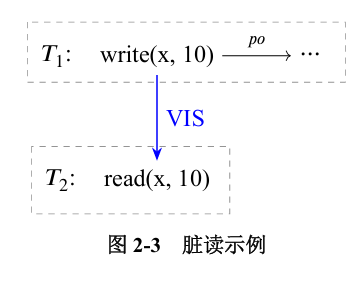 T₁: write(x, 10) po ⋯
VIS
T₂: read(x, 10)
图 2-3 脏读示例